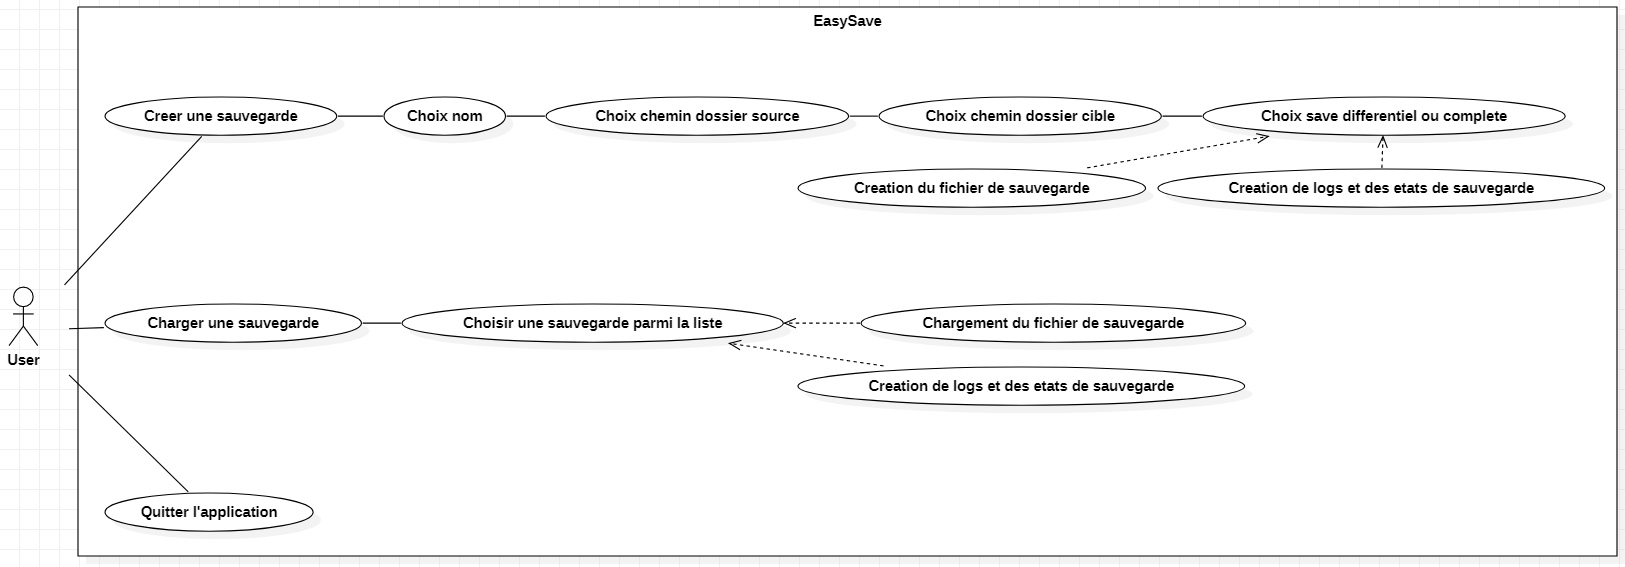 EasySave
Creer une sauvegarde
Choix nom
Choix chemin dossier source
Choix chemin dossier cible
Choix save differentiel ou complete
Creation du fichier de sauvegarde
Creation de logs et des etats de sauvegarde
User
Charger une sauvegarde
Choisir une sauvegarde parmi la liste
Chargement du fichier de sauvegarde
Creation de logs et des etats de sauvegarde
Quitter l'application